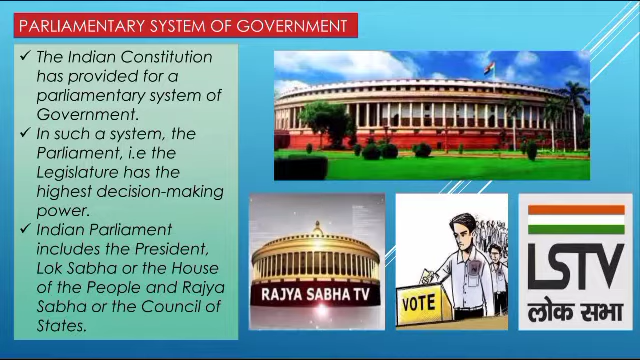 PARLIAMENTARY SYSTEM OF GOVERNMENT
✓ The Indian Constitution
has provided for a
parliamentary system of
Government.
✓ In such a system, the
Parliament, i.e the
Legislature has the
highest decision-making
power.
✓ Indian Parliament
includes the President,
Lok Sabha or the House
of the People and Rajya
Sabha or the Council of
States.
RAJYA SABHA TV
VOTE
LSTV
लोक सभा